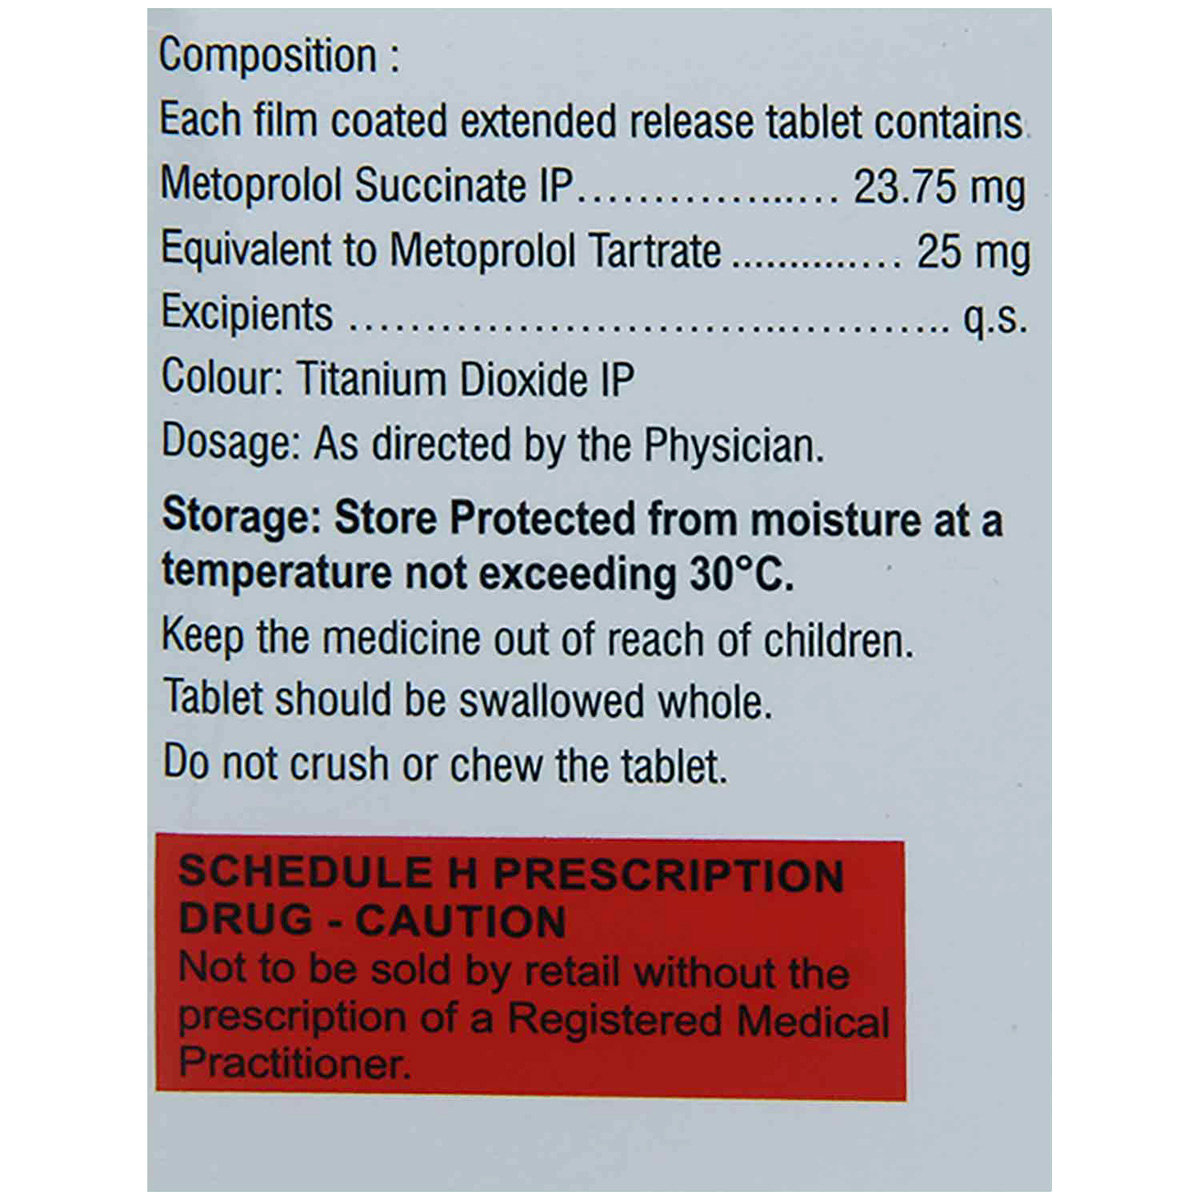 Composition :
Each film coated extended release tablet contains.
Metoprolol Succinate IP.................... 23.75 mg
Equivalent to Metoprolol Tartrate .............. 25 mg
Excipients .......................................... q.s.
Colour: Titanium Dioxide IP
Dosage: As directed by the Physician.
Storage: Store Protected from moisture at a
temperature not exceeding 30°C.
Keep the medicine out of reach of children.
Tablet should be swallowed whole.
Do not crush or chew the tablet.
SCHEDULE H PRESCRIPTION
DRUG - CAUTION
Not to be sold by retail without the
prescription of a Registered Medical
Practitioner.